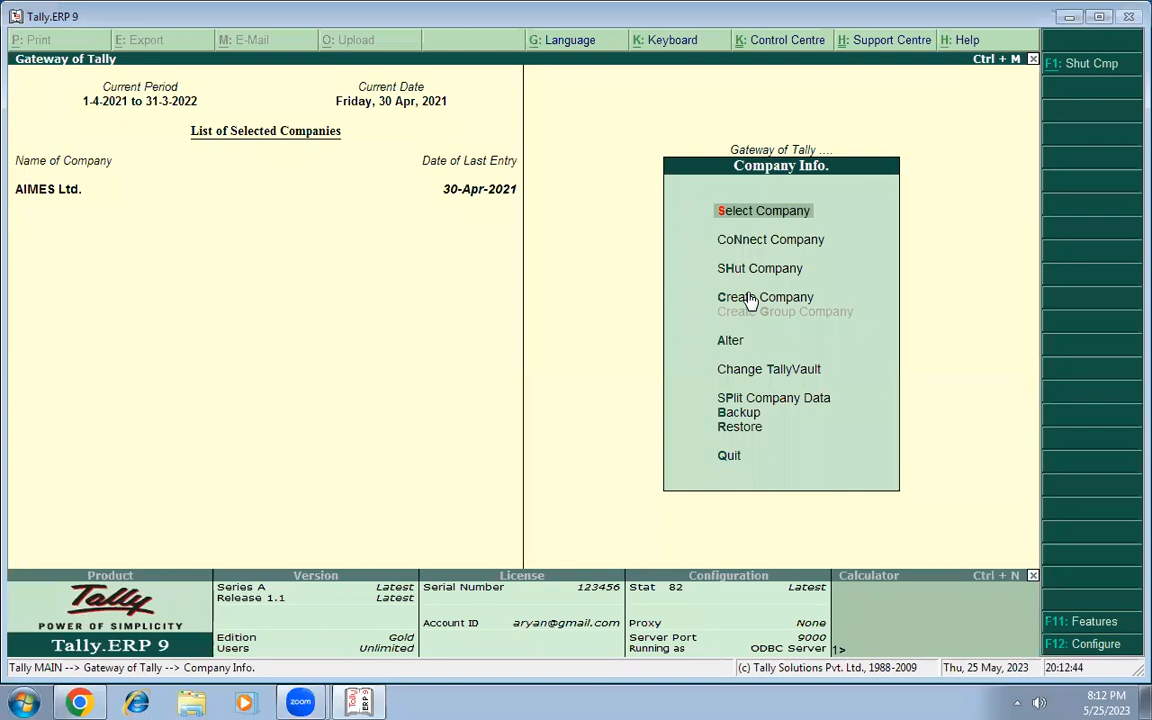 Tally.ERP 9
P: Print
E: Export
M: E-Mail
O: Upload
G: Language
K: Keyboard
K: Control Centre
H: Support Centre
H: Help
Gateway of Tally
Ctrl + M
F1: Shut Cmp
Current Period
1-4-2021 to 31-3-2022
Current Date
Friday, 30 Apr, 2021
List of Selected Companies
Name of Company
Date of Last Entry
AIMES Ltd.
30-Apr-2021
Gateway of Tally ....
Company Info.
Select Company
CoNnect Company
SHut Company
Create Company
Create Group Company
Alter
Change TallyVault
SPlit Company Data
Backup
Restore
Quit
Product
Tally
POWER OF SIMPLICITY
Tally.ERP 9
Version
Series A Latest
Release 1.1 Latest
Edition Gold
Users Unlimited
License
Serial Number 123456
Account ID aryan@gmail.com
Configuration
Stat 82 Latest
Proxy None
Server Port 9000
Running as ODBC Server
Calculator
Ctrl + N
1>
F11: Features
F12: Configure
Tally MAIN --> Gateway of Tally --> Company Info.
(c) Tally Solutions Pvt. Ltd., 1988-2009
Thu, 25 May, 2023
20:12:44
zoom
Tally ERP 9
8:12 PM
5/25/2023